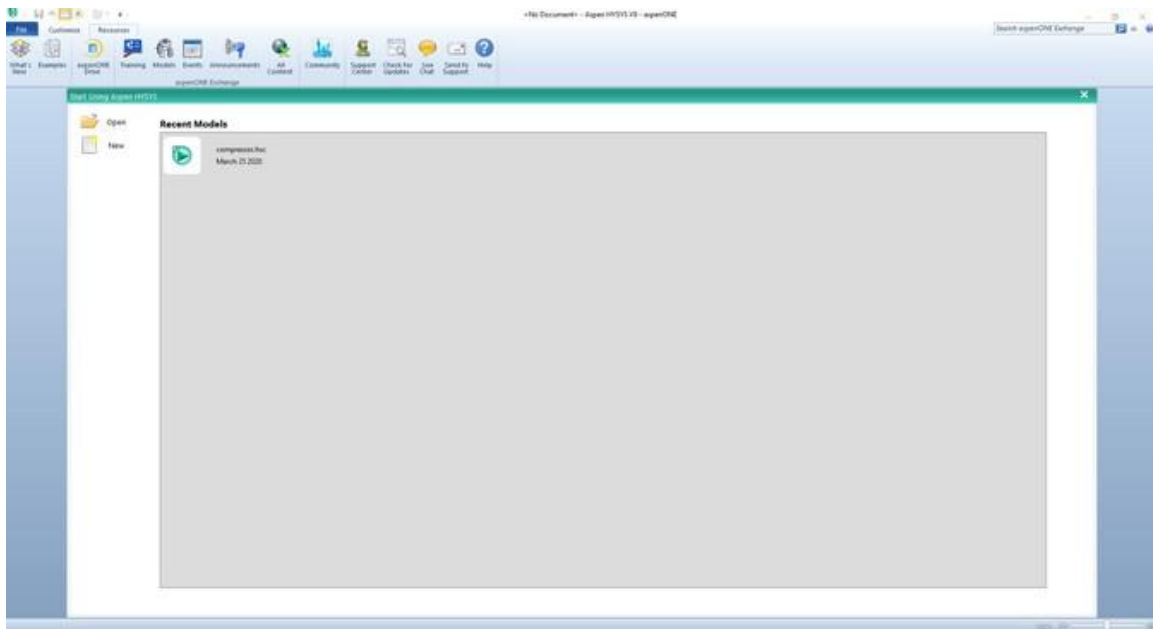 <No Document> - Aspen HYSYS V8 - aspenONE
File Customize Resources
Search aspenONE Exchange
What's New
Examples
aspenONE Drive
Training
Models
Events
Announcements
All Content
Community
Support Center
Check For Updates
Live Chat
Send To Support
Help
aspenONE Exchange
Start Using Aspen HYSYS
Open
New
Recent Models
compressor.hsc
March 21 2020